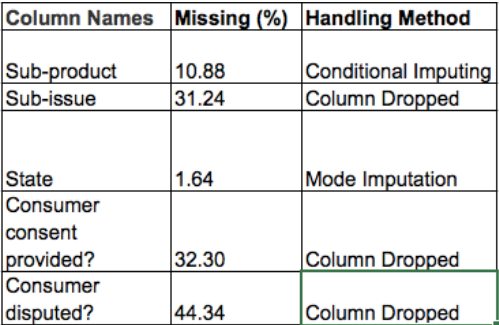 Column Names Missing (%) Handling Method
Sub-product 10.88 Conditional Imputing
Sub-issue 31.24 Column Dropped
State 1.64 Mode Imputation
Consumer
consent
provided? 32.30 Column Dropped
Consumer
disputed? 44.34 Column Dropped